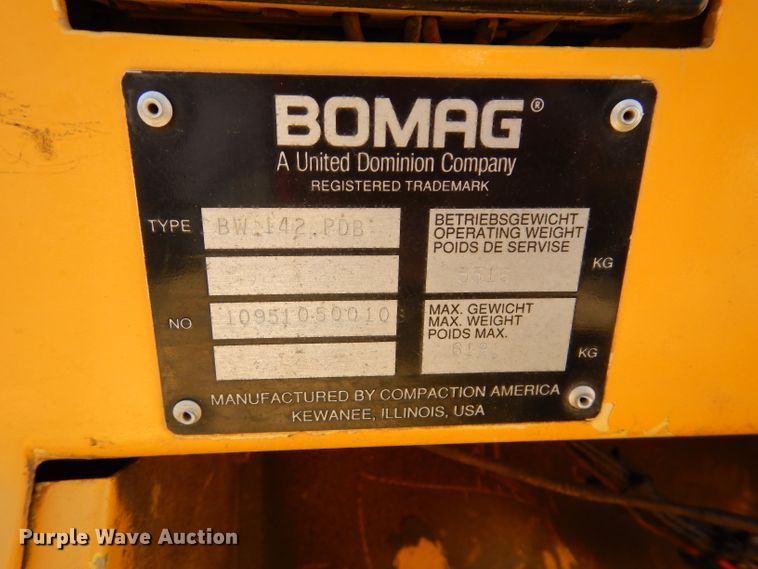 BOMAG®
A United Dominion Company
REGISTERED TRADEMARK
TYPE BW 142 PDB
BETRIEBSGEWICHT
OPERATING WEIGHT
POIDS DE SERVISE
KG
NO 109510500108
MAX. GEWICHT
MAX. WEIGHT
POIDS MAX.
KG
MANUFACTURED BY COMPACTION AMERICA
KEWANEE, ILLINOIS, USA
Purple Wave Auction